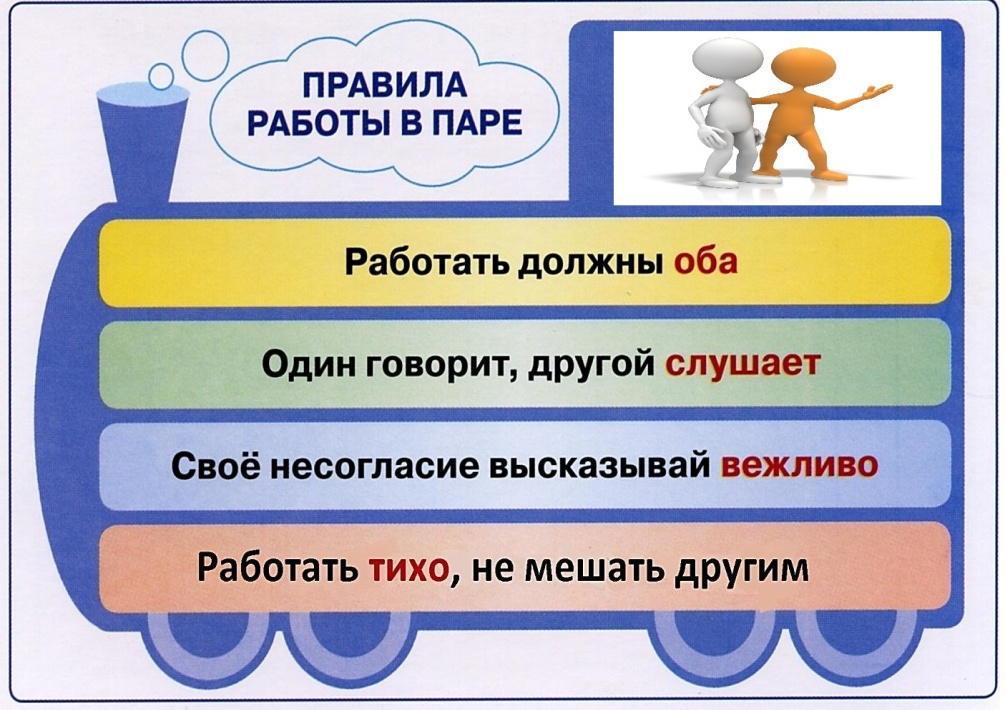 ПРАВИЛА
РАБОТЫ В ПАРЕ
Работать должны оба
Один говорит, другой слушает
Своё несогласие высказывай вежливо
Работать тихо, не мешать другим